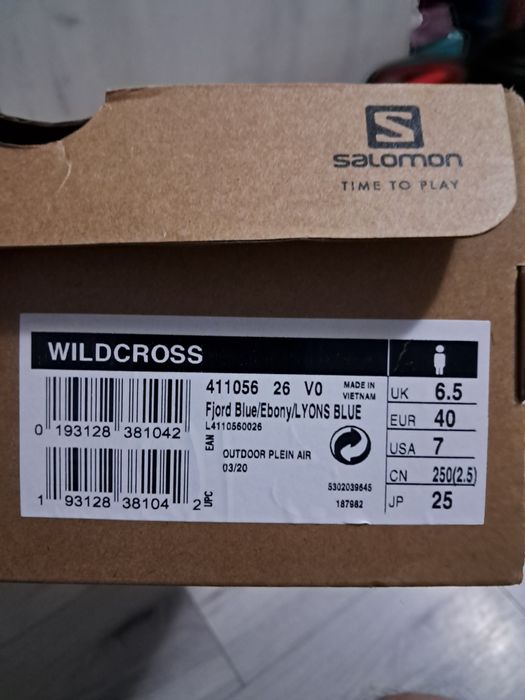 S
salomon
TIME TO PLAY
WILDCROSS
411056 26 V0
MADE IN
VIETNAM
Fjord Blue/Ebony/LYONS BLUE
L4110560026
0 193128 381042
EAN
OUTDOOR PLEIN AIR
03/20
5302039645
187982
1 93128 38104 2
UPC
UK 6.5
EUR 40
USA 7
CN 250(2.5)
JP 25